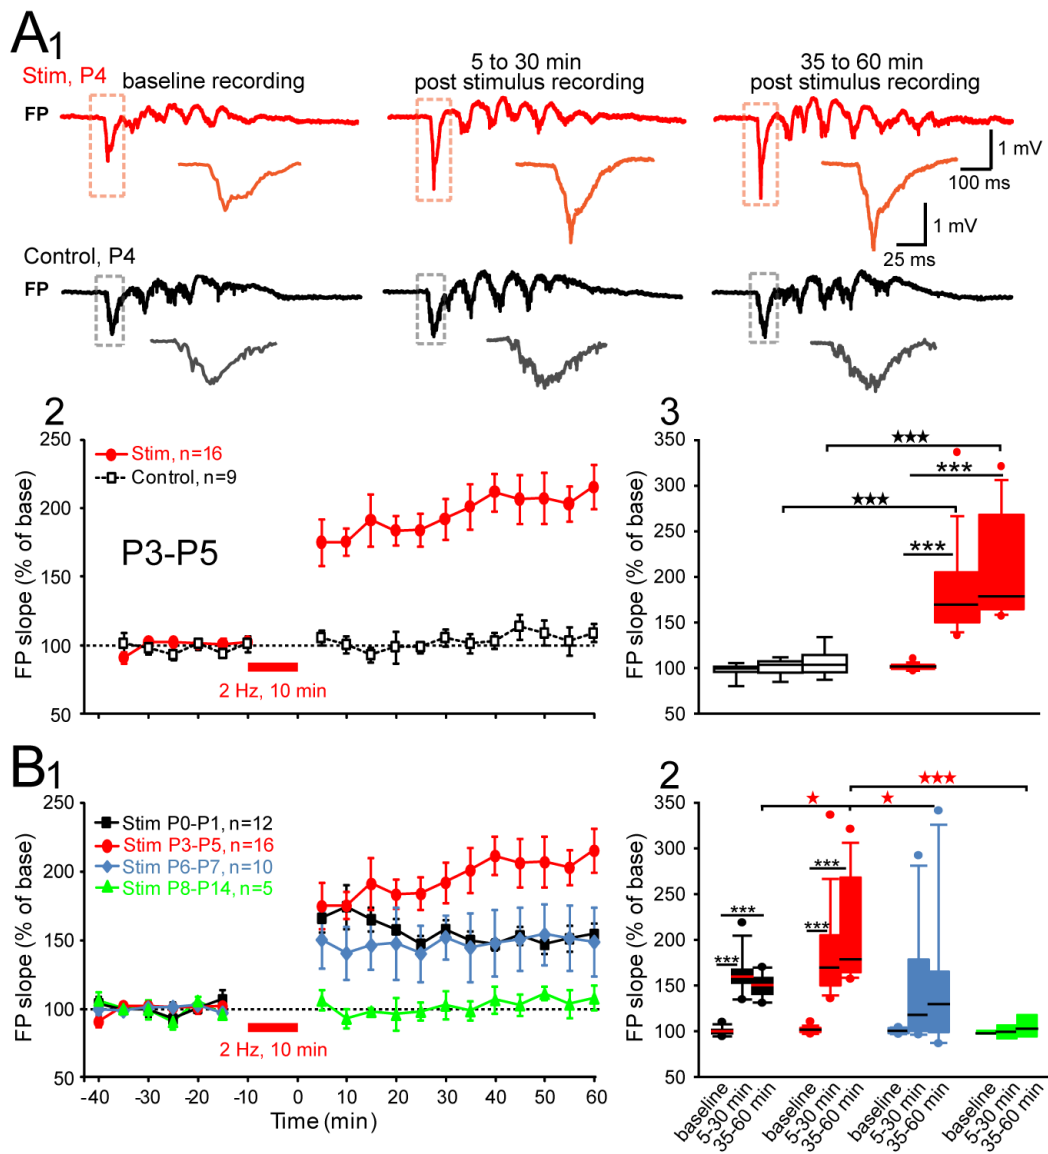 A1
Stim, P4
baseline recording
5 to 30 min
post stimulus recording
35 to 60 min
post stimulus recording
FP
1 mV
100 ms
1 mV
25 ms
Control, P4
FP
2
FP slope (% of base)
250
200
150
100
50
Stim, n=16
Control, n=9
P3-P5
2 Hz, 10 min
3
FP slope (% of base)
350
300
250
200
150
100
50
★★★
***
★★★
***
B1
FP slope (% of base)
250
200
150
100
50
Stim P0-P1, n=12
Stim P3-P5, n=16
Stim P6-P7, n=10
Stim P8-P14, n=5
2 Hz, 10 min
-40 -30 -20 -10 0 10 20 30 40 50 60
Time (min)
2
FP slope (% of base)
350
300
250
200
150
100
50
★★★
★ ★
***
***
***
***
baseline
5-30 min
35-60 min
baseline
5-30 min
35-60 min
baseline
5-30 min
35-60 min
baseline
5-30 min
35-60 min